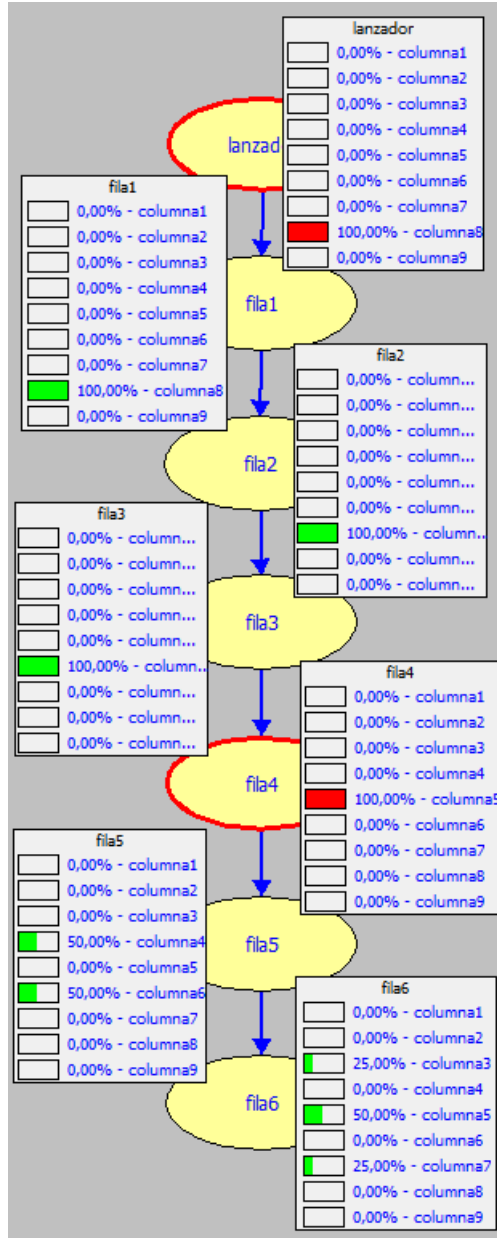 lanzador
0,00% - columna1
0,00% - columna2
0,00% - columna3
0,00% - columna4
0,00% - columna5
0,00% - columna6
0,00% - columna7
100,00% - columna8
0,00% - columna9
lanzad
fila1
0,00% - columna1
0,00% - columna2
0,00% - columna3
0,00% - columna4
0,00% - columna5
0,00% - columna6
0,00% - columna7
100,00% - columna8
0,00% - columna9
fila1
fila2
0,00% - column...
0,00% - column...
0,00% - column...
0,00% - column...
0,00% - column...
0,00% - column...
100,00% - column..
0,00% - column...
0,00% - column...
fila2
fila3
0,00% - column...
0,00% - column...
0,00% - column...
0,00% - column...
0,00% - column...
100,00% - column..
0,00% - column...
0,00% - column...
0,00% - column...
fila3
fila4
0,00% - columna1
0,00% - columna2
0,00% - columna3
0,00% - columna4
100,00% - columna5
0,00% - columna6
0,00% - columna7
0,00% - columna8
0,00% - columna9
fila4
fila5
0,00% - columna1
0,00% - columna2
0,00% - columna3
50,00% - columna4
0,00% - columna5
50,00% - columna6
0,00% - columna7
0,00% - columna8
0,00% - columna9
fila5
fila6
0,00% - columna1
0,00% - columna2
25,00% - columna3
0,00% - columna4
50,00% - columna5
0,00% - columna6
25,00% - columna7
0,00% - columna8
0,00% - columna9
fila6